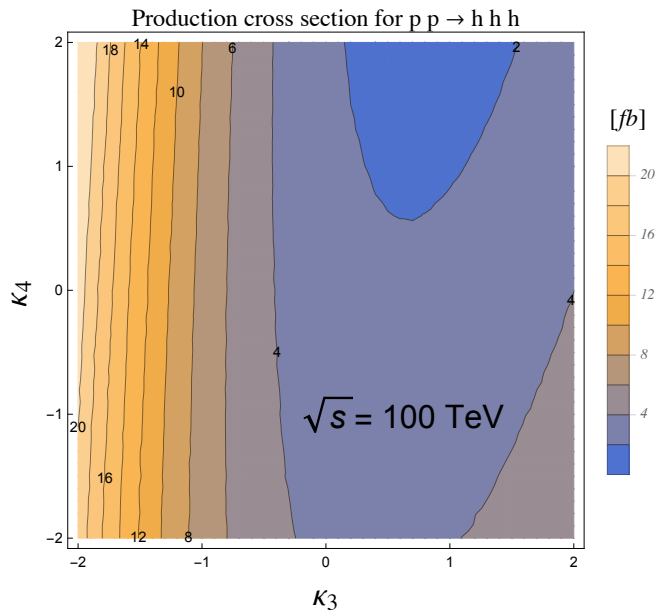 Production cross section for p p → h h h
2 18 14 6 2
10 [fb]
20
1
16
κ4 0 4 12
4
8
-1 √s = 100 TeV 4
20
16
-2 12 8
-2 -1 0 1 2
κ3